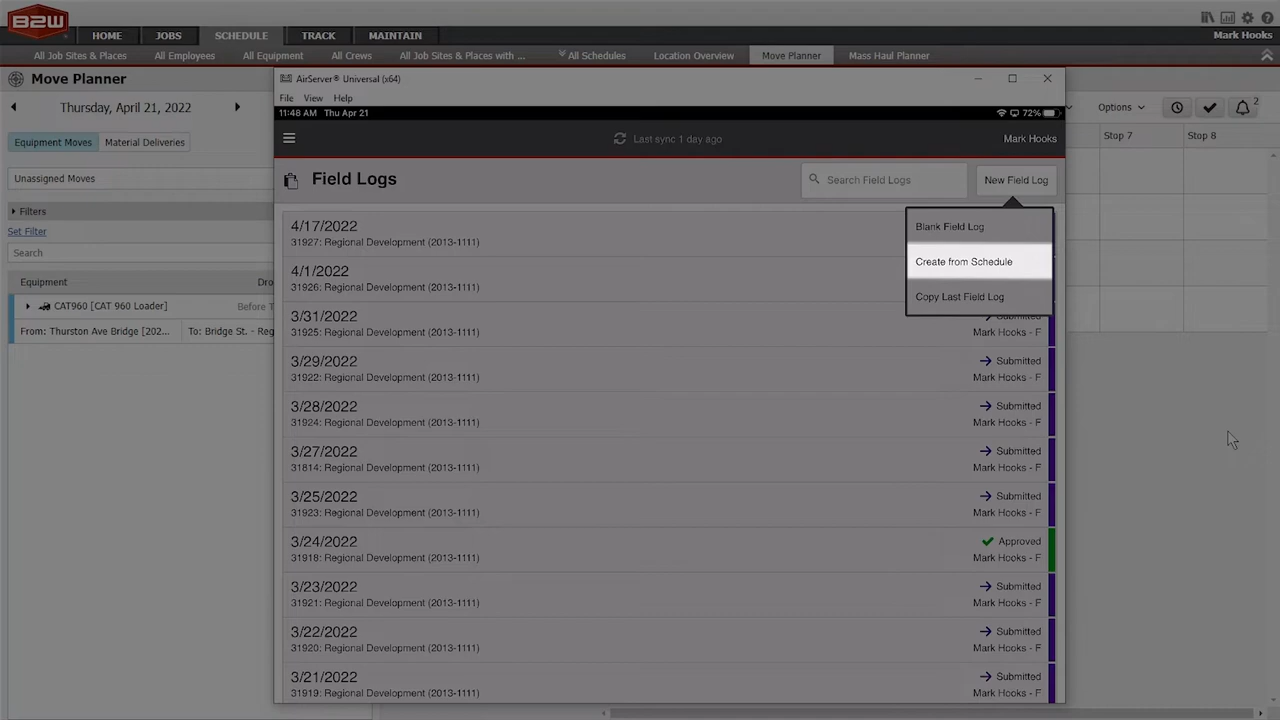 B2W
HOME JOBS SCHEDULE TRACK MAINTAIN
Mark Hooks
All Job Sites & Places All Employees All Equipment All Crews All Job Sites & Places with ... All Schedules Location Overview Move Planner Mass Haul Planner
Move Planner
Thursday, April 21, 2022
Equipment Moves Material Deliveries
Unassigned Moves
Filters
Set Filter
Search
Equipment Dro
CAT960 [CAT 960 Loader] Before T
From: Thurston Ave Bridge [202... To: Bridge St. - Reg
Options 2
Stop 7 Stop 8
AirServer® Universal (x64)
File View Help
11:48 AM Thu Apr 21 72%
Last sync 1 day ago Mark Hooks
Field Logs Search Field Logs New Field Log
Blank Field Log
Create from Schedule
Copy Last Field Log
4/17/2022
31927: Regional Development (2013-1111)
4/1/2022
31926: Regional Development (2013-1111)
3/31/2022 Submitted
31925: Regional Development (2013-1111) Mark Hooks - F
3/29/2022 Submitted
31922: Regional Development (2013-1111) Mark Hooks - F
3/28/2022 Submitted
31924: Regional Development (2013-1111) Mark Hooks - F
3/27/2022 Submitted
31814: Regional Development (2013-1111) Mark Hooks - F
3/25/2022 Submitted
31923: Regional Development (2013-1111) Mark Hooks - F
3/24/2022 Approved
31918: Regional Development (2013-1111) Mark Hooks - F
3/23/2022 Submitted
31921: Regional Development (2013-1111) Mark Hooks - F
3/22/2022 Submitted
31920: Regional Development (2013-1111) Mark Hooks - F
3/21/2022 Submitted
31919: Regional Development (2013-1111) Mark Hooks - F